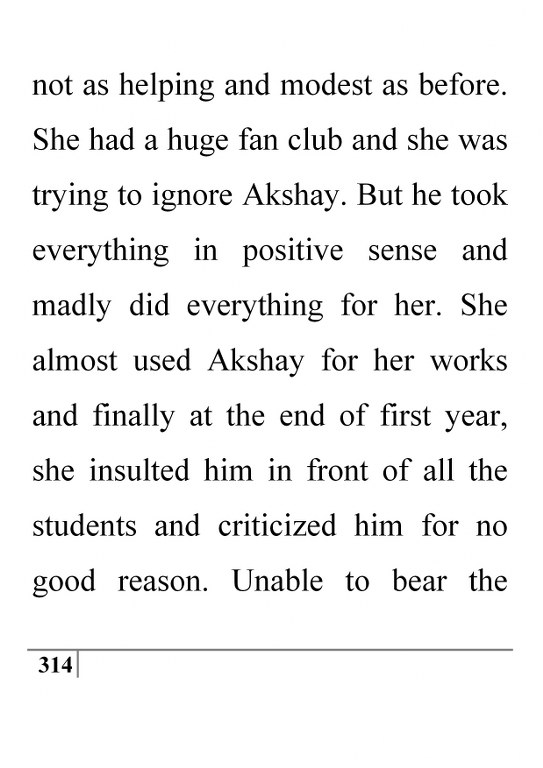 not as helping and modest as before.
She had a huge fan club and she was
trying to ignore Akshay. But he took
everything in positive sense and
madly did everything for her. She
almost used Akshay for her works
and finally at the end of first year,
she insulted him in front of all the
students and criticized him for no
good reason. Unable to bear the
314